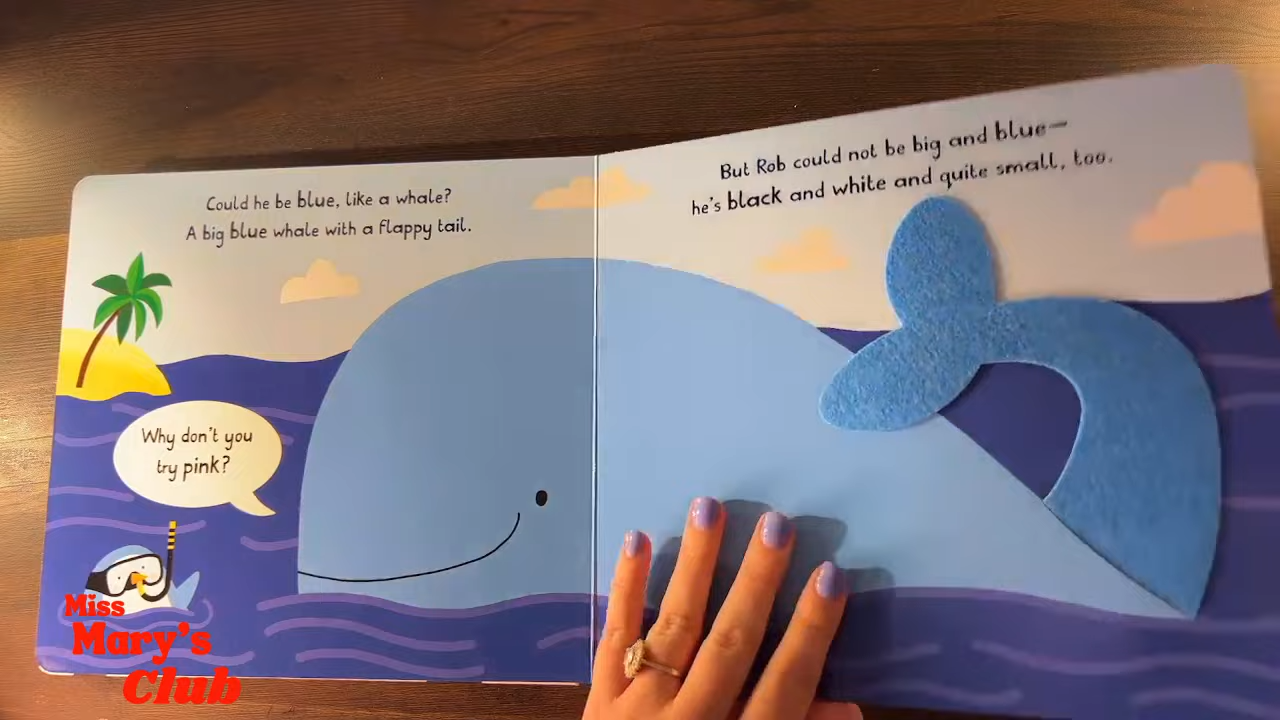 Could he be blue, like a whale?
A big blue whale with a flappy tail.
But Rob could not be big and blue—
he's black and white and quite small, too.
Why don't you
try pink?
Miss
Mary's
Club